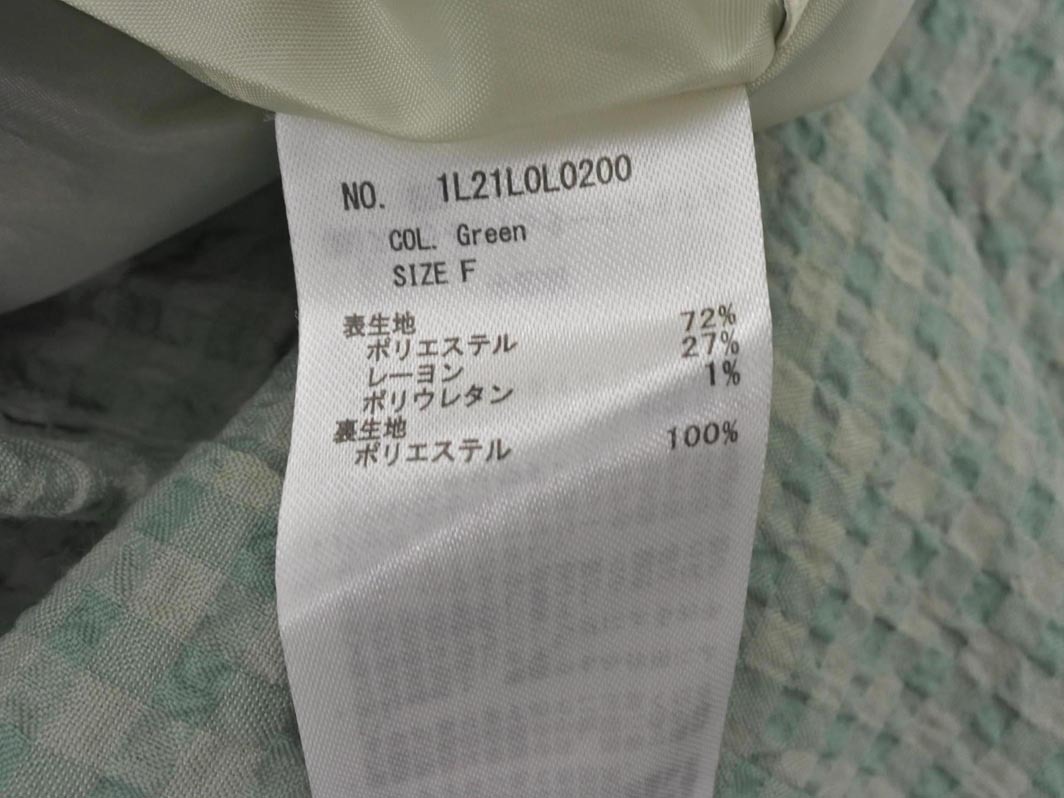 NO. 1L21L0L0200
COL. Green
SIZE F
表生地
ポリエステル 72%
レーヨン 27%
ポリウレタン 1%
裏生地
ポリエステル 100%